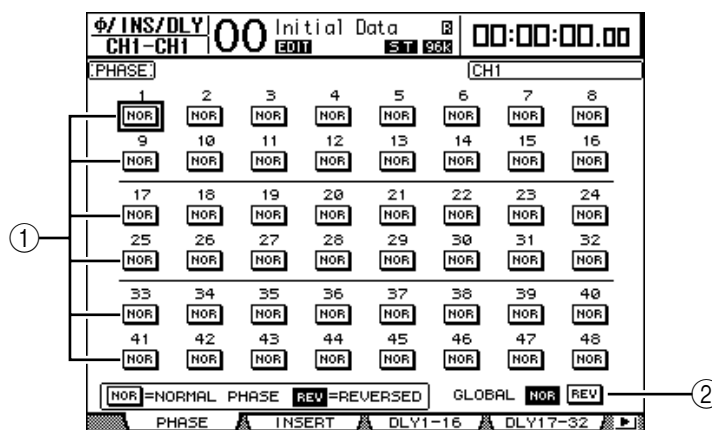 Φ/ INS/DLY 00 Initial Data R 00:00:00.00
CH1-CH1 EDIT ST 96K
PHASE CH1
1 2 3 4 5 6 7 8
NOR NOR NOR NOR NOR NOR NOR NOR
9 10 11 12 13 14 15 16
NOR NOR NOR NOR NOR NOR NOR NOR
17 18 19 20 21 22 23 24
NOR NOR NOR NOR NOR NOR NOR NOR
25 26 27 28 29 30 31 32
① NOR NOR NOR NOR NOR NOR NOR NOR
33 34 35 36 37 38 39 40
NOR NOR NOR NOR NOR NOR NOR NOR
41 42 43 44 45 46 47 48
NOR NOR NOR NOR NOR NOR NOR NOR
NOR =NORMAL PHASE REV =REVERSED GLOBAL NOR REV ②
PHASE INSERT DLY1-16 DLY17-32